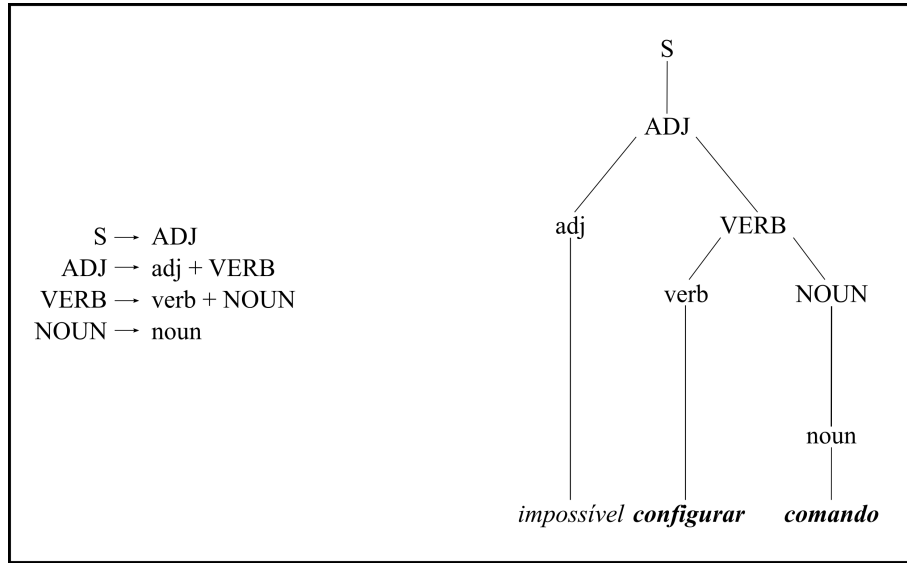 S → ADJ
ADJ → adj + VERB
VERB → verb + NOUN
NOUN → noun
S
ADJ
adj VERB
verb NOUN
noun
impossível configurar comando